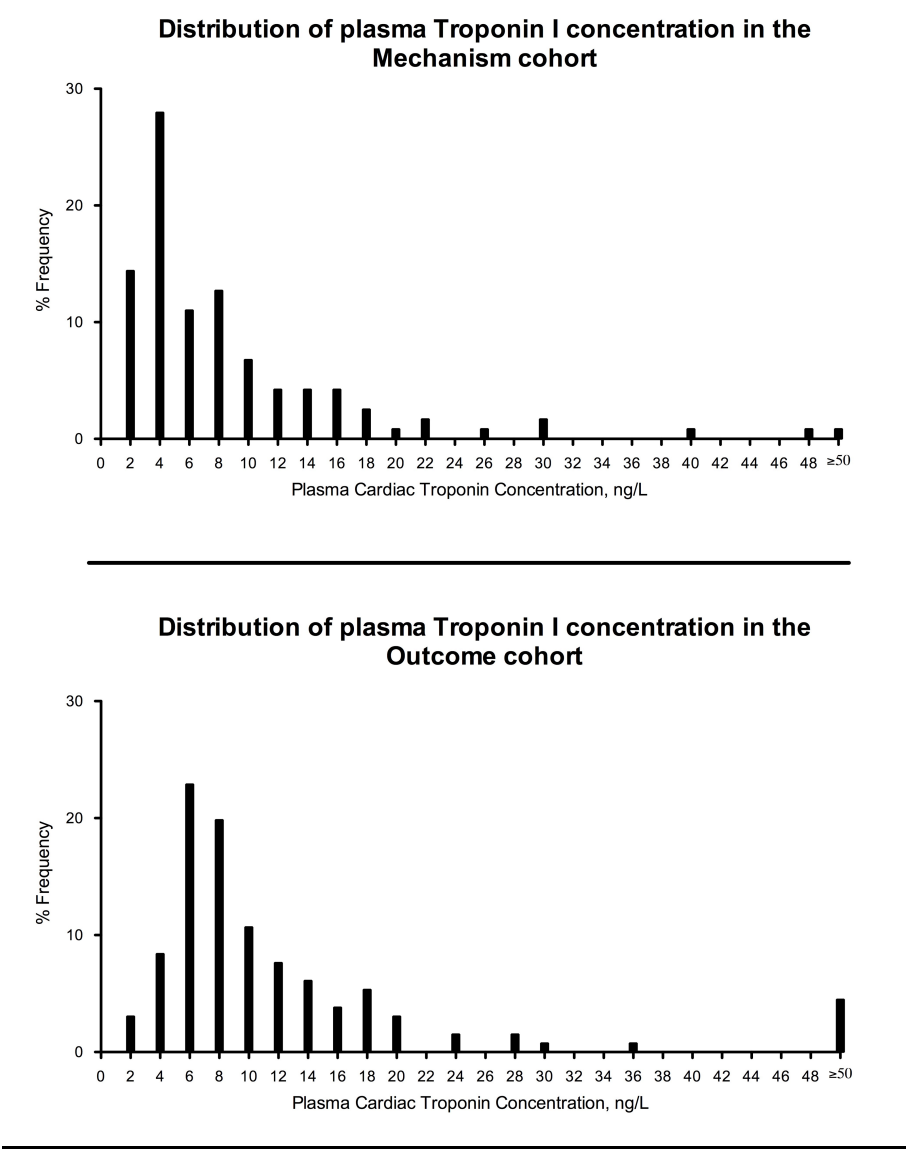 Distribution of plasma Troponin I concentration in the
Mechanism cohort
30
20
10
0
% Frequency
0 2 4 6 8 10 12 14 16 18 20 22 24 26 28 30 32 34 36 38 40 42 44 46 48 ≥50
Plasma Cardiac Troponin Concentration, ng/L
Distribution of plasma Troponin I concentration in the
Outcome cohort
30
20
10
0
% Frequency
0 2 4 6 8 10 12 14 16 18 20 22 24 26 28 30 32 34 36 38 40 42 44 46 48 ≥50
Plasma Cardiac Troponin Concentration, ng/L